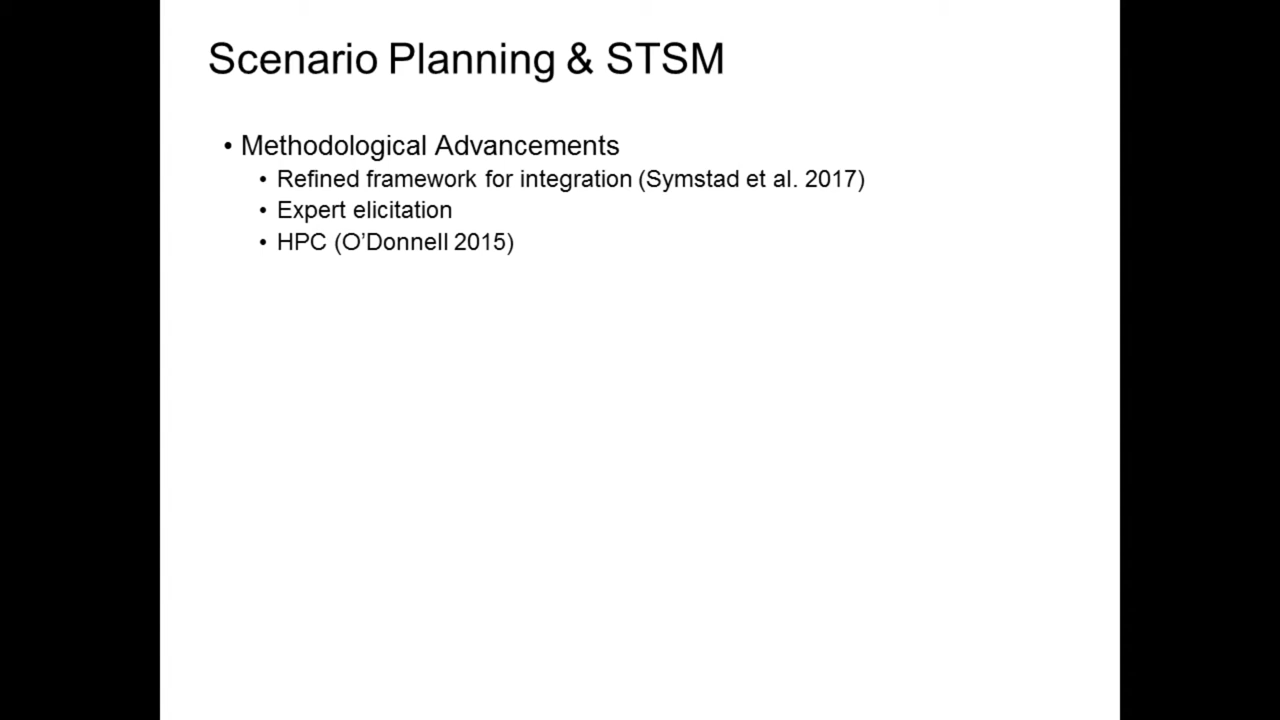 Scenario Planning & STSM
• Methodological Advancements
• Refined framework for integration (Symstad et al. 2017)
• Expert elicitation
• HPC (O’Donnell 2015)